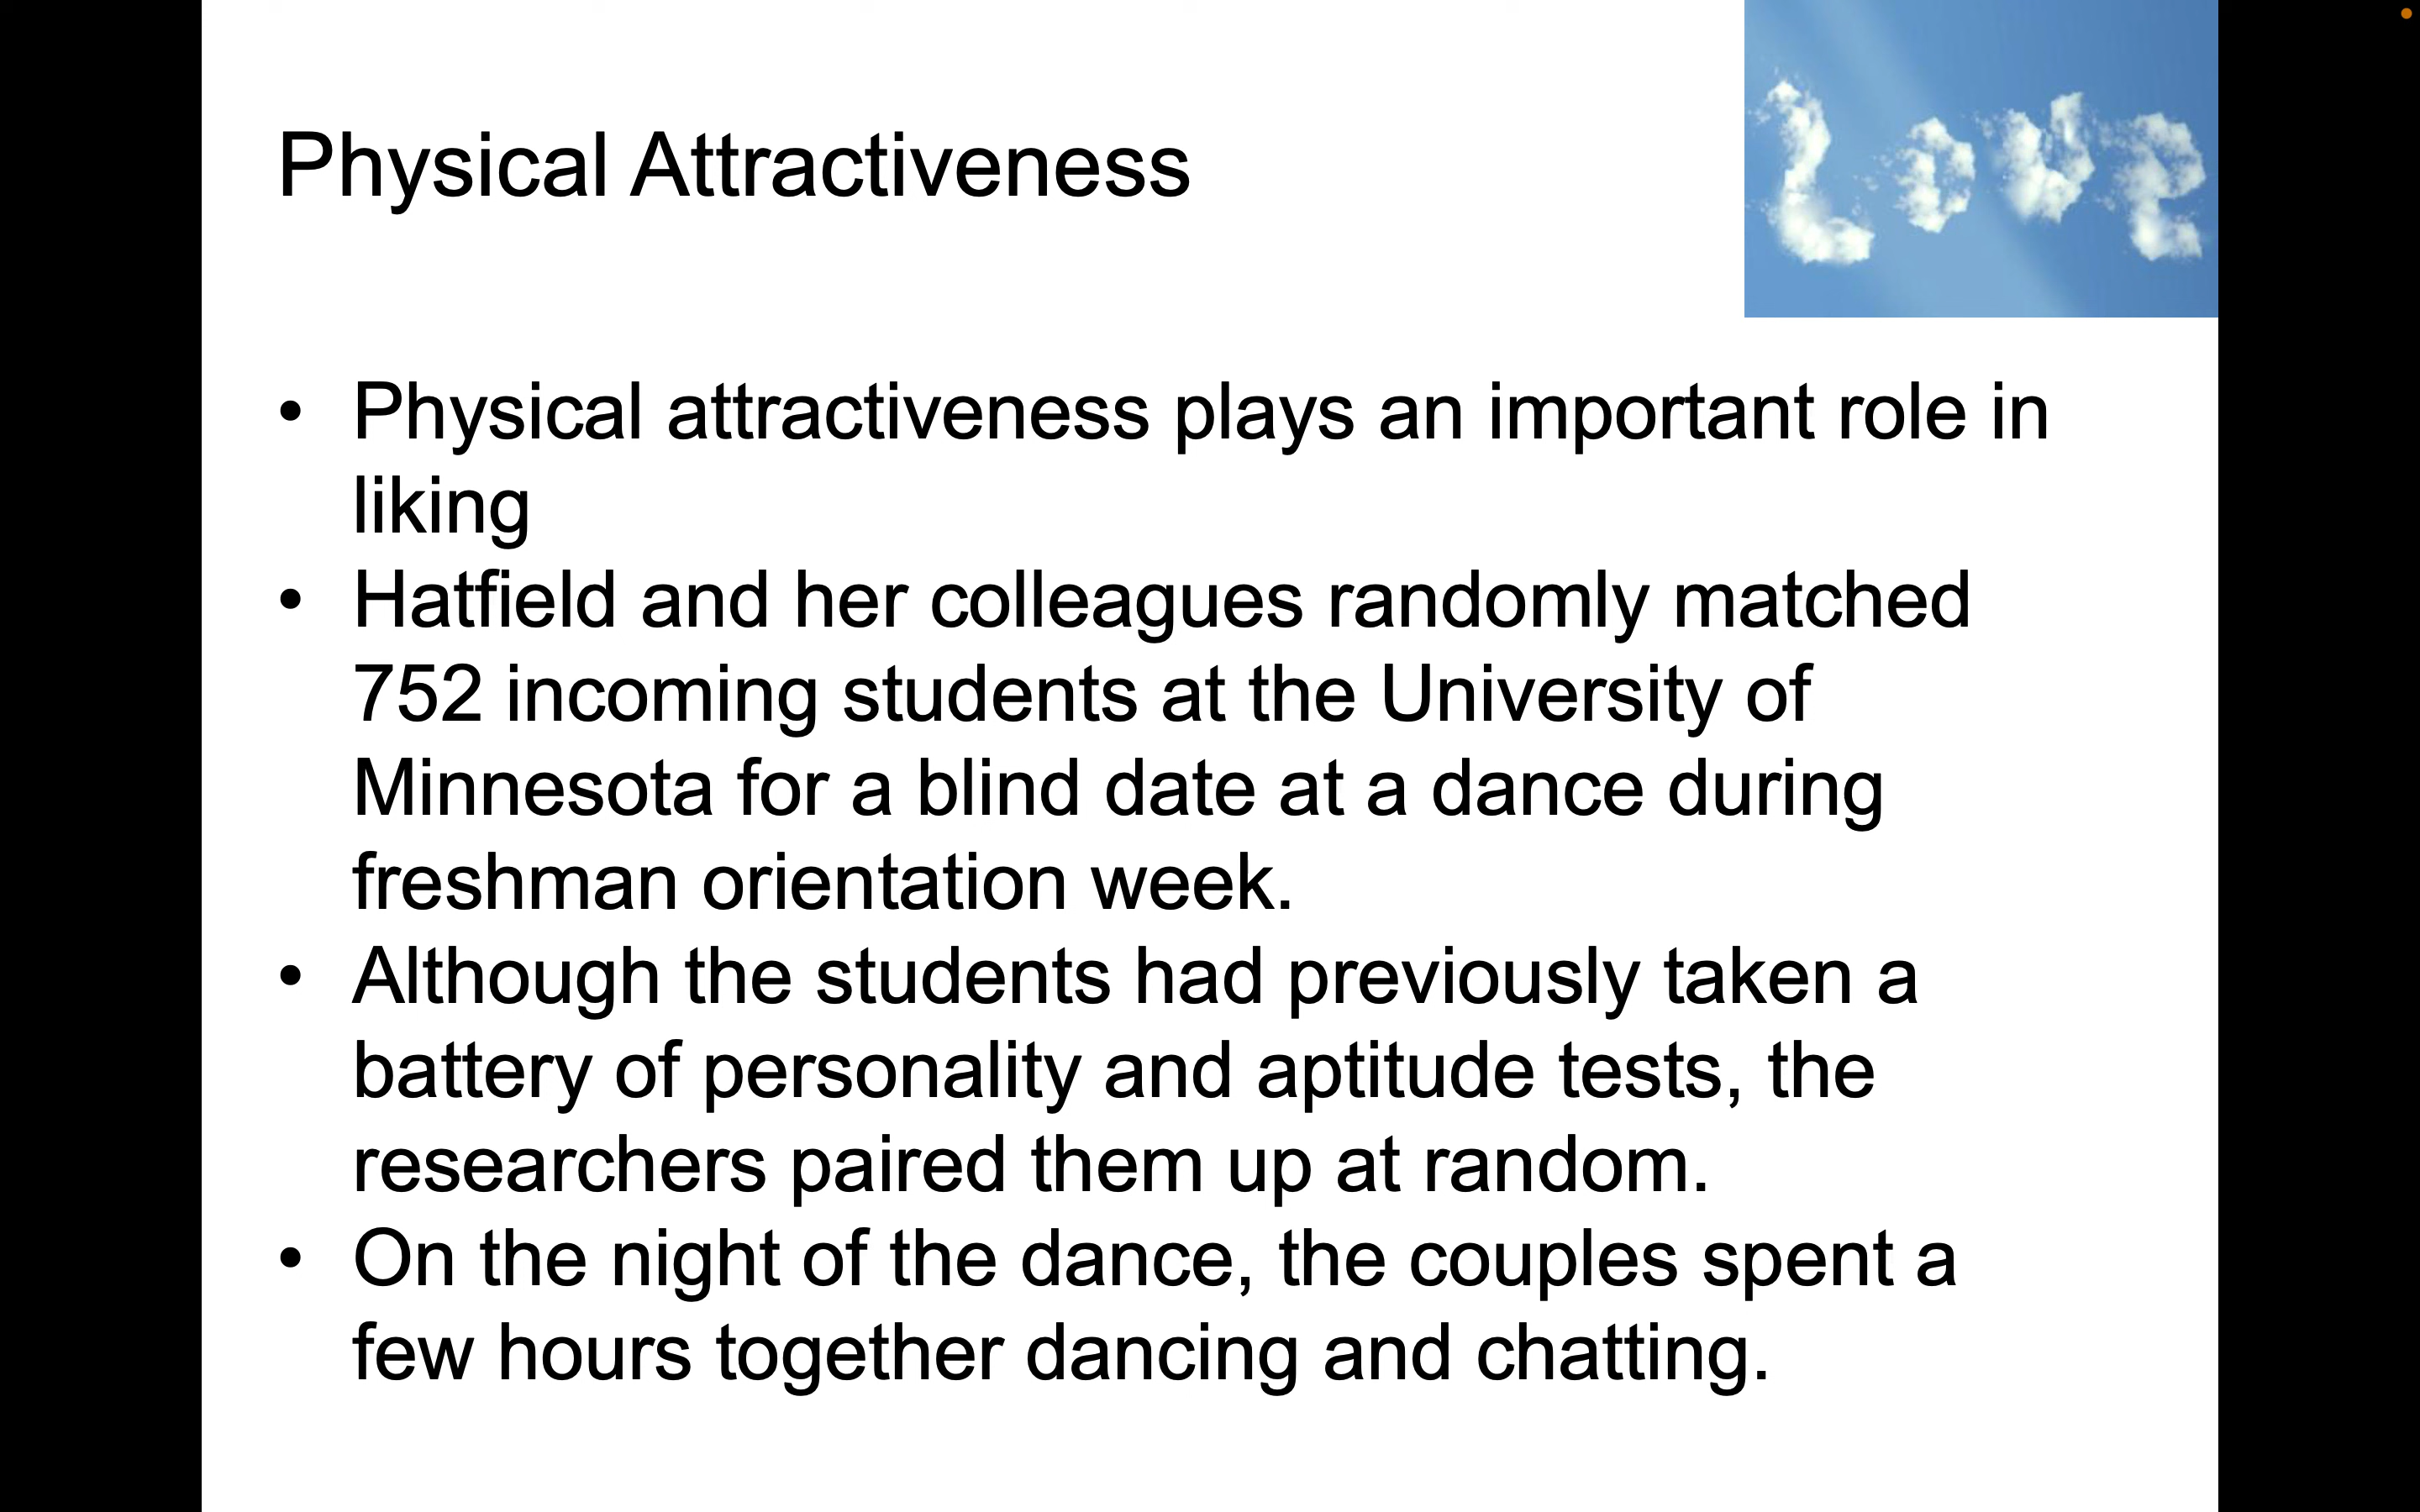 Physical Attractiveness
Love
• Physical attractiveness plays an important role in
liking
• Hatfield and her colleagues randomly matched
752 incoming students at the University of
Minnesota for a blind date at a dance during
freshman orientation week.
• Although the students had previously taken a
battery of personality and aptitude tests, the
researchers paired them up at random.
• On the night of the dance, the couples spent a
few hours together dancing and chatting.